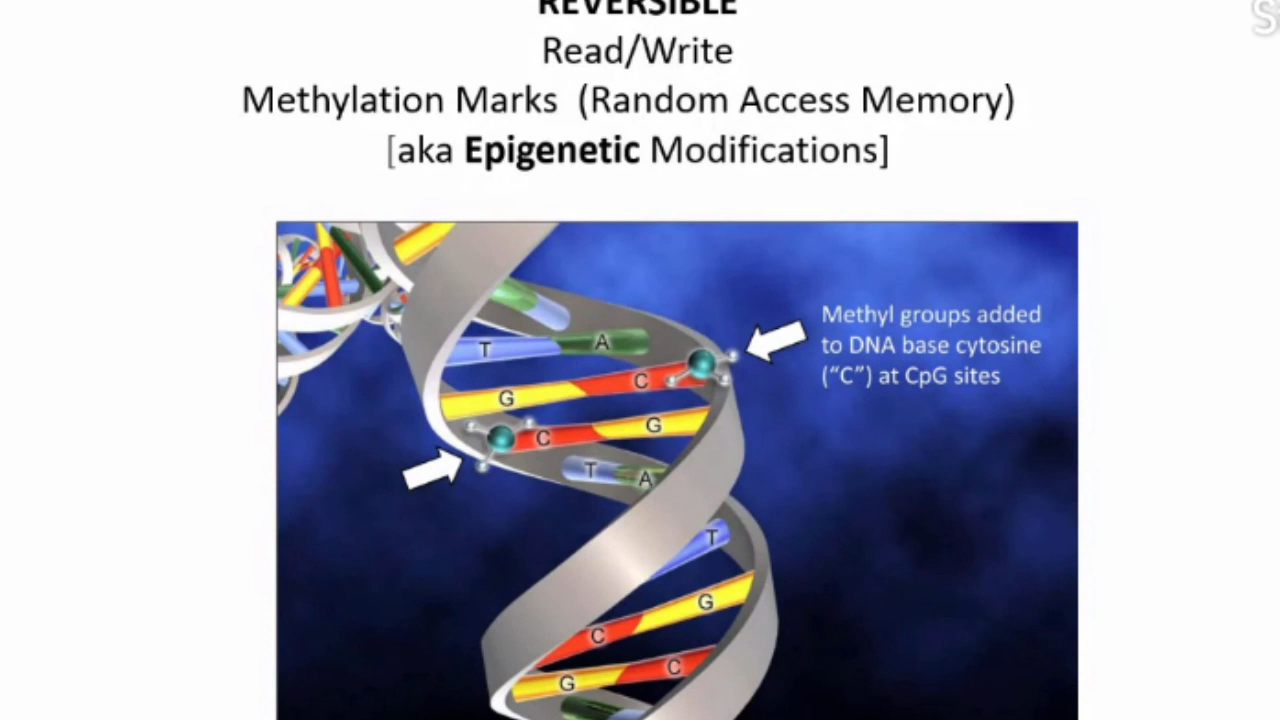 REVERSIBLE
Read/Write
Methylation Marks (Random Access Memory)
[aka Epigenetic Modifications]
Methyl groups added
to DNA base cytosine
("C") at CpG sites
T A
G C
C G
T A
T
C G
G C